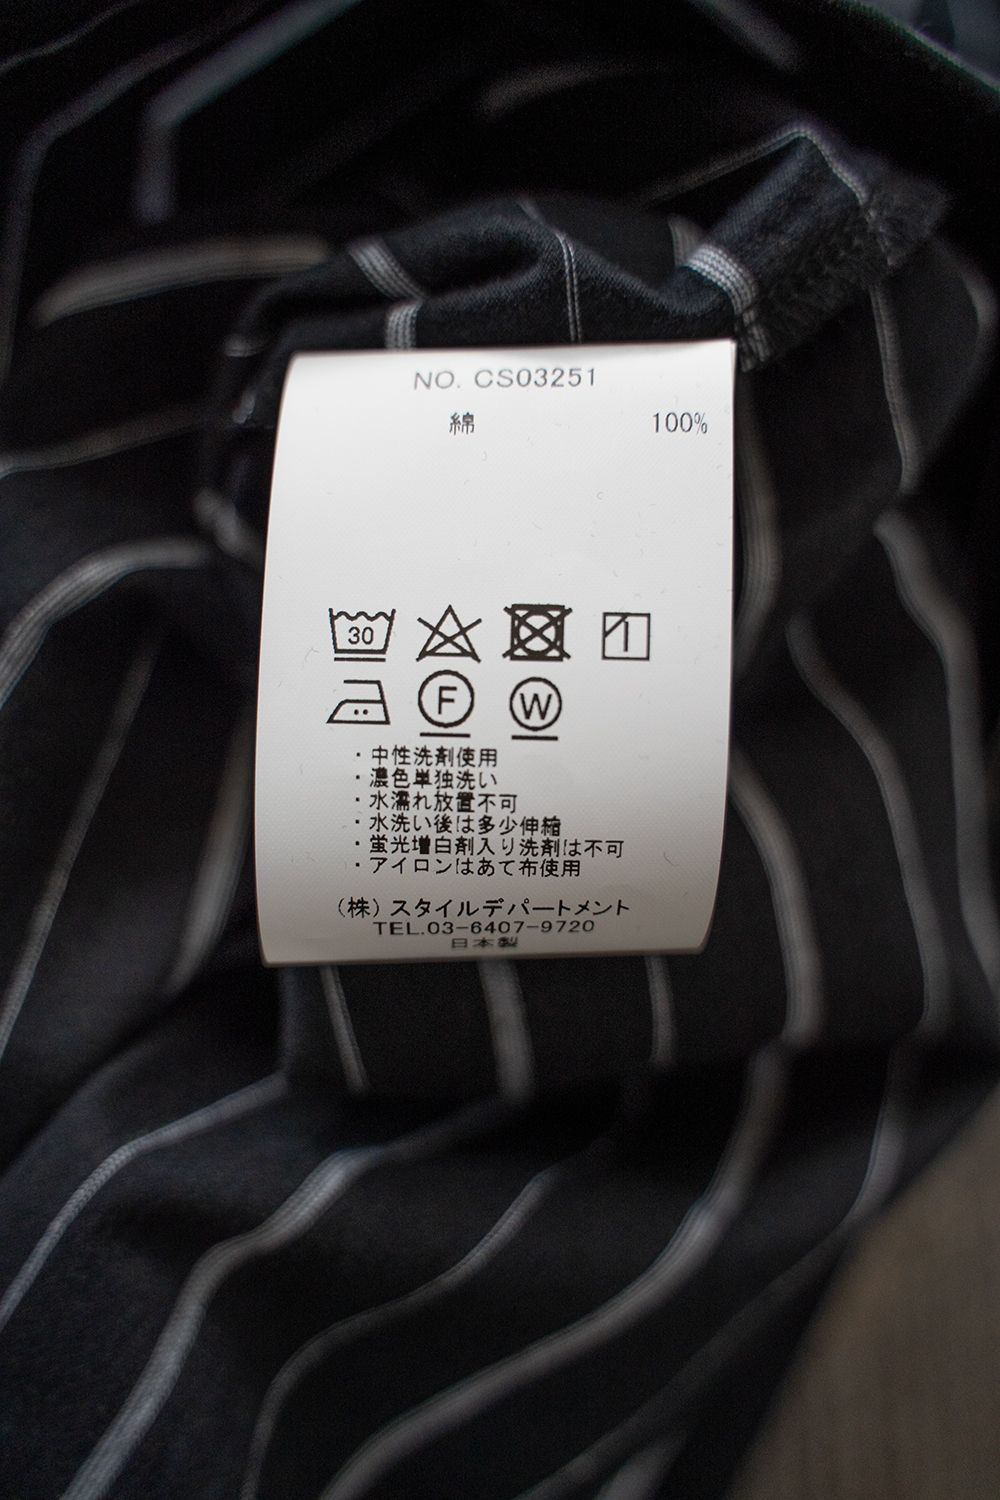 NO. CS03251
綿 100%
30
F W
・中性洗剤使用
・濃色単独洗い
・水濡れ放置不可
・水洗い後は多少伸縮
・蛍光増白剤入り洗剤は不可
・アイロンはあて布使用
(株)スタイルデパートメント
TEL.03-6407-9720
日本製